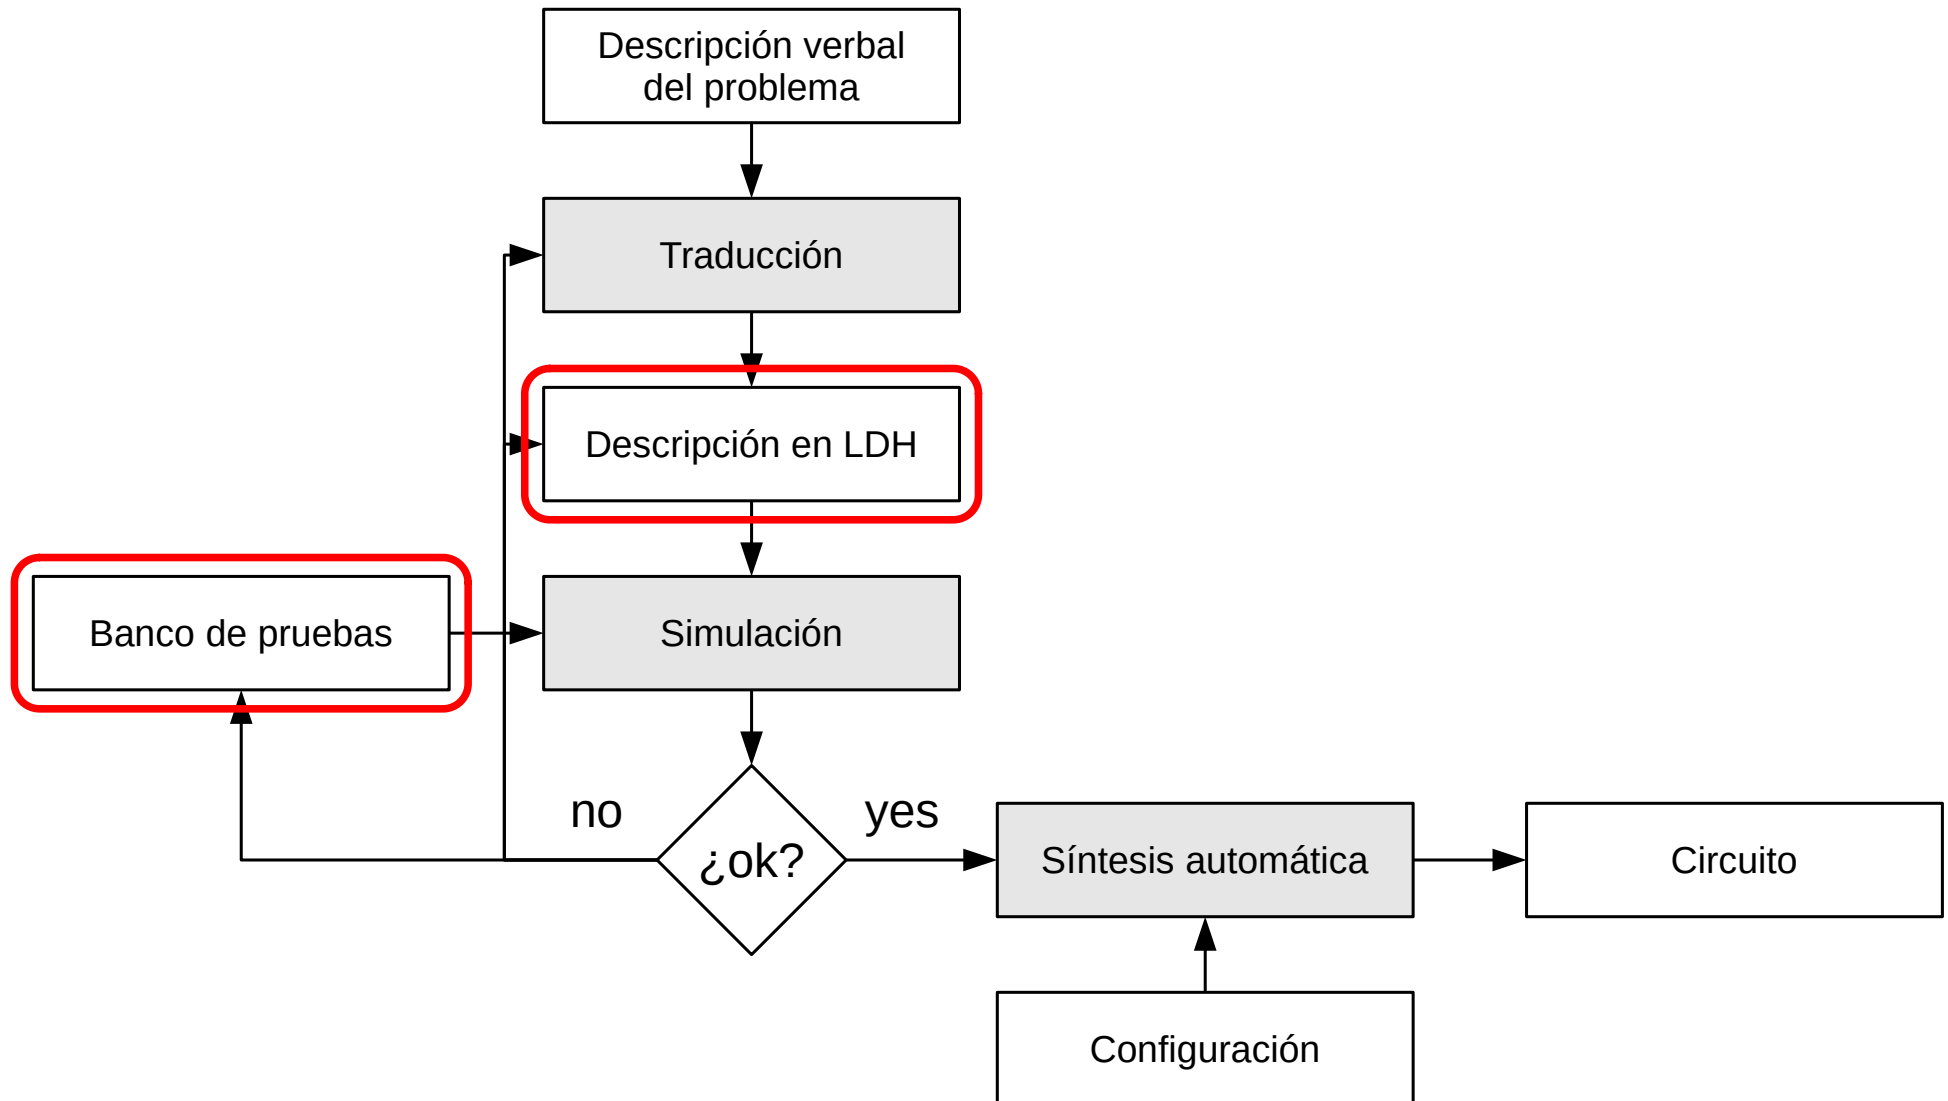 Descripción verbal
del problema
Traducción
Descripción en LDH
Banco de pruebas
Simulación
no
yes
¿ok?
Síntesis automática
Circuito
Configuración